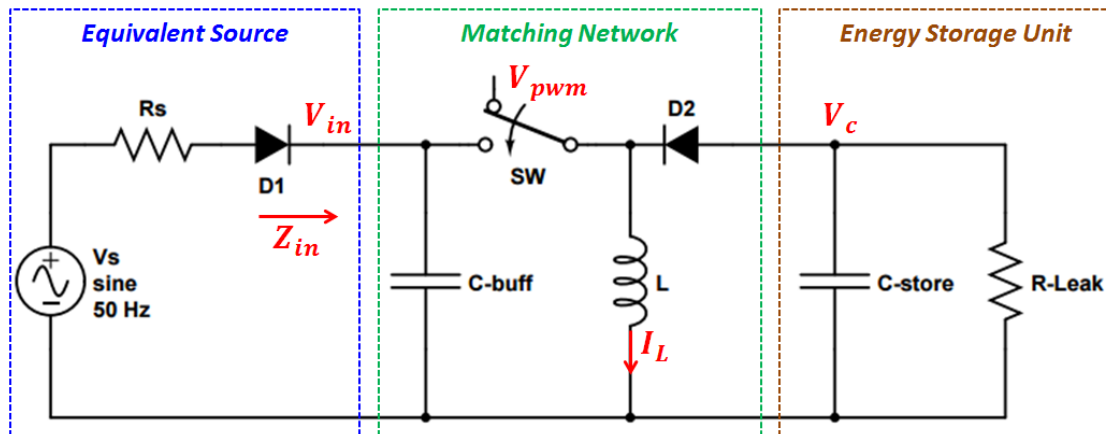 Equivalent Source
Matching Network
Energy Storage Unit
Rs
D1
V_in
Z_in
Vs
sine
50 Hz
V_pwm
SW
D2
C-buff
L
I_L
V_c
C-store
R-Leak